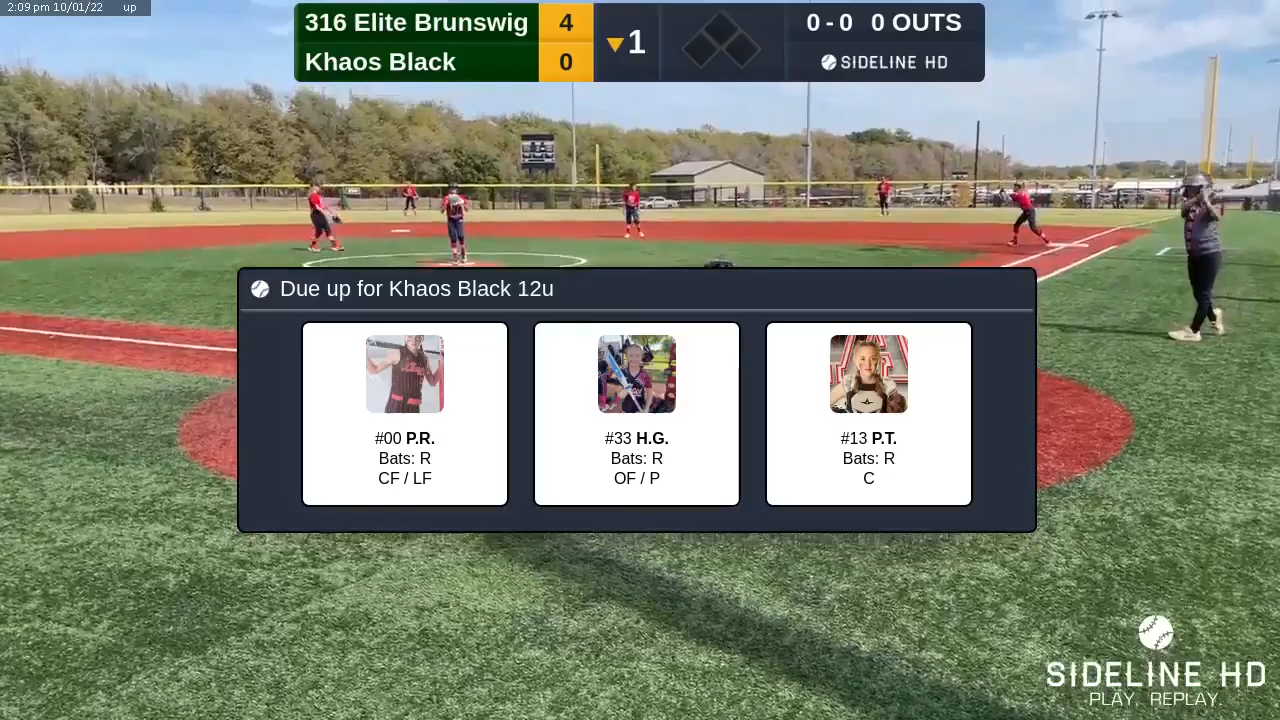 2:09 pm 10/01/22 up
316 Elite Brunswig 4
Khaos Black 0
1
0 - 0 0 OUTS
SIDELINE HD
Due up for Khaos Black 12u
#00 P.R.
Bats: R
CF / LF
#33 H.G.
Bats: R
OF / P
#13 P.T.
Bats: R
C
SIDELINE HD
PLAY. REPLAY.